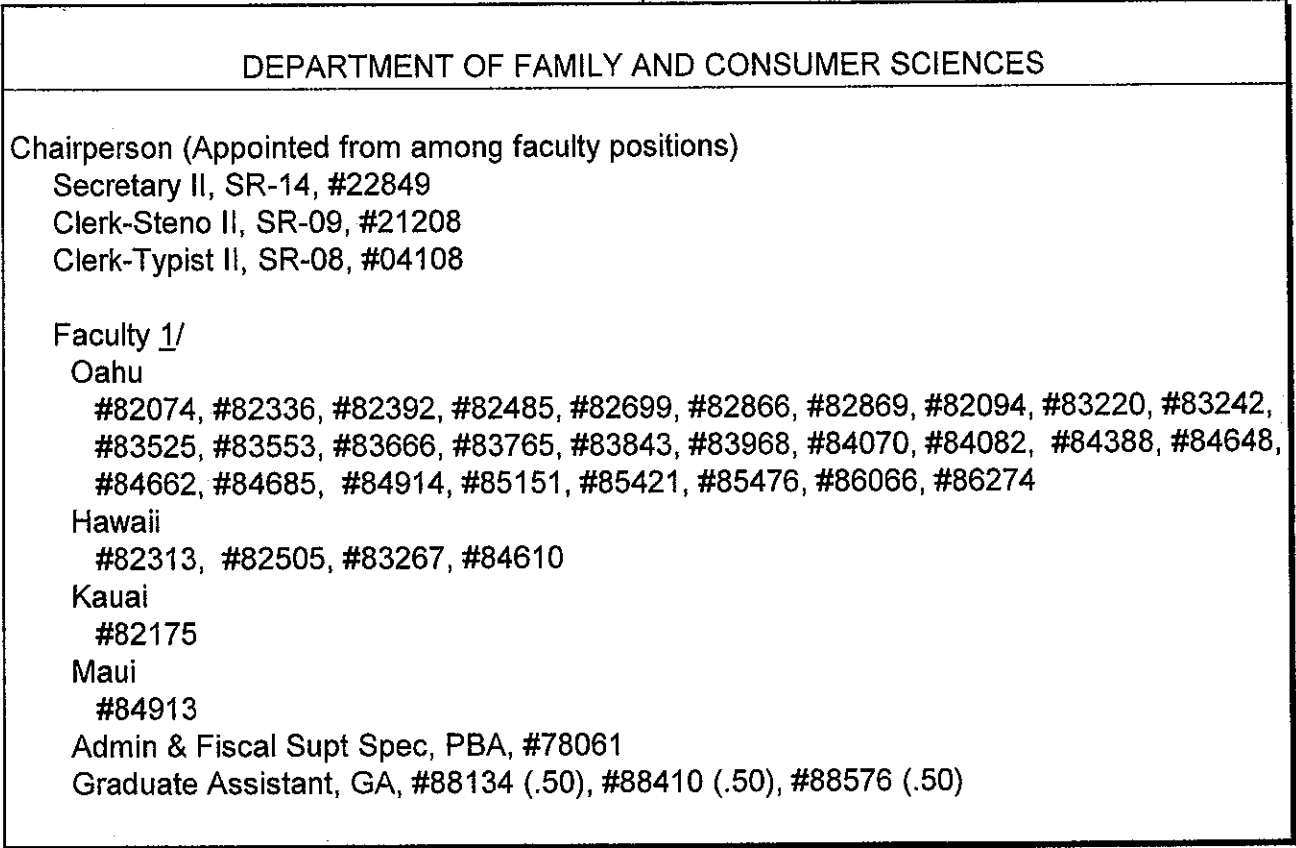 DEPARTMENT OF FAMILY AND CONSUMER SCIENCES
Chairperson (Appointed from among faculty positions)
Secretary II, SR-14, #22849
Clerk-Steno II, SR-09, #21208
Clerk-Typist II, SR-08, #04108
Faculty 1/
Oahu
#82074, #82336, #82392, #82485, #82699, #82866, #82869, #82094, #83220, #83242,
#83525, #83553, #83666, #83765, #83843, #83968, #84070, #84082, #84388, #84648,
#84662, #84685, #84914, #85151, #85421, #85476, #86066, #86274
Hawaii
#82313, #82505, #83267, #84610
Kauai
#82175
Maui
#84913
Admin & Fiscal Supt Spec, PBA, #78061
Graduate Assistant, GA, #88134 (.50), #88410 (.50), #88576 (.50)